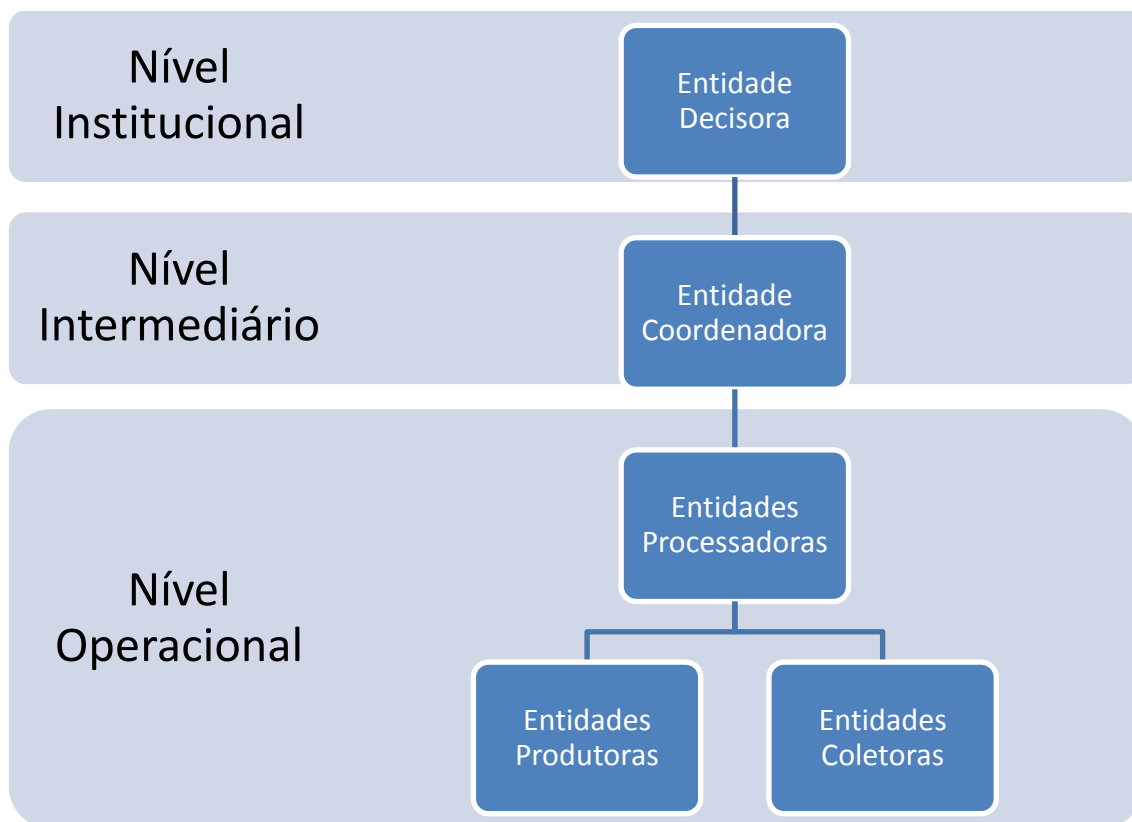 Nível
Institucional
Entidade
Decisora
Nível
Intermediário
Entidade
Coordenadora
Nível
Operacional
Entidades
Processadoras
Entidades
Produtoras
Entidades
Coletoras